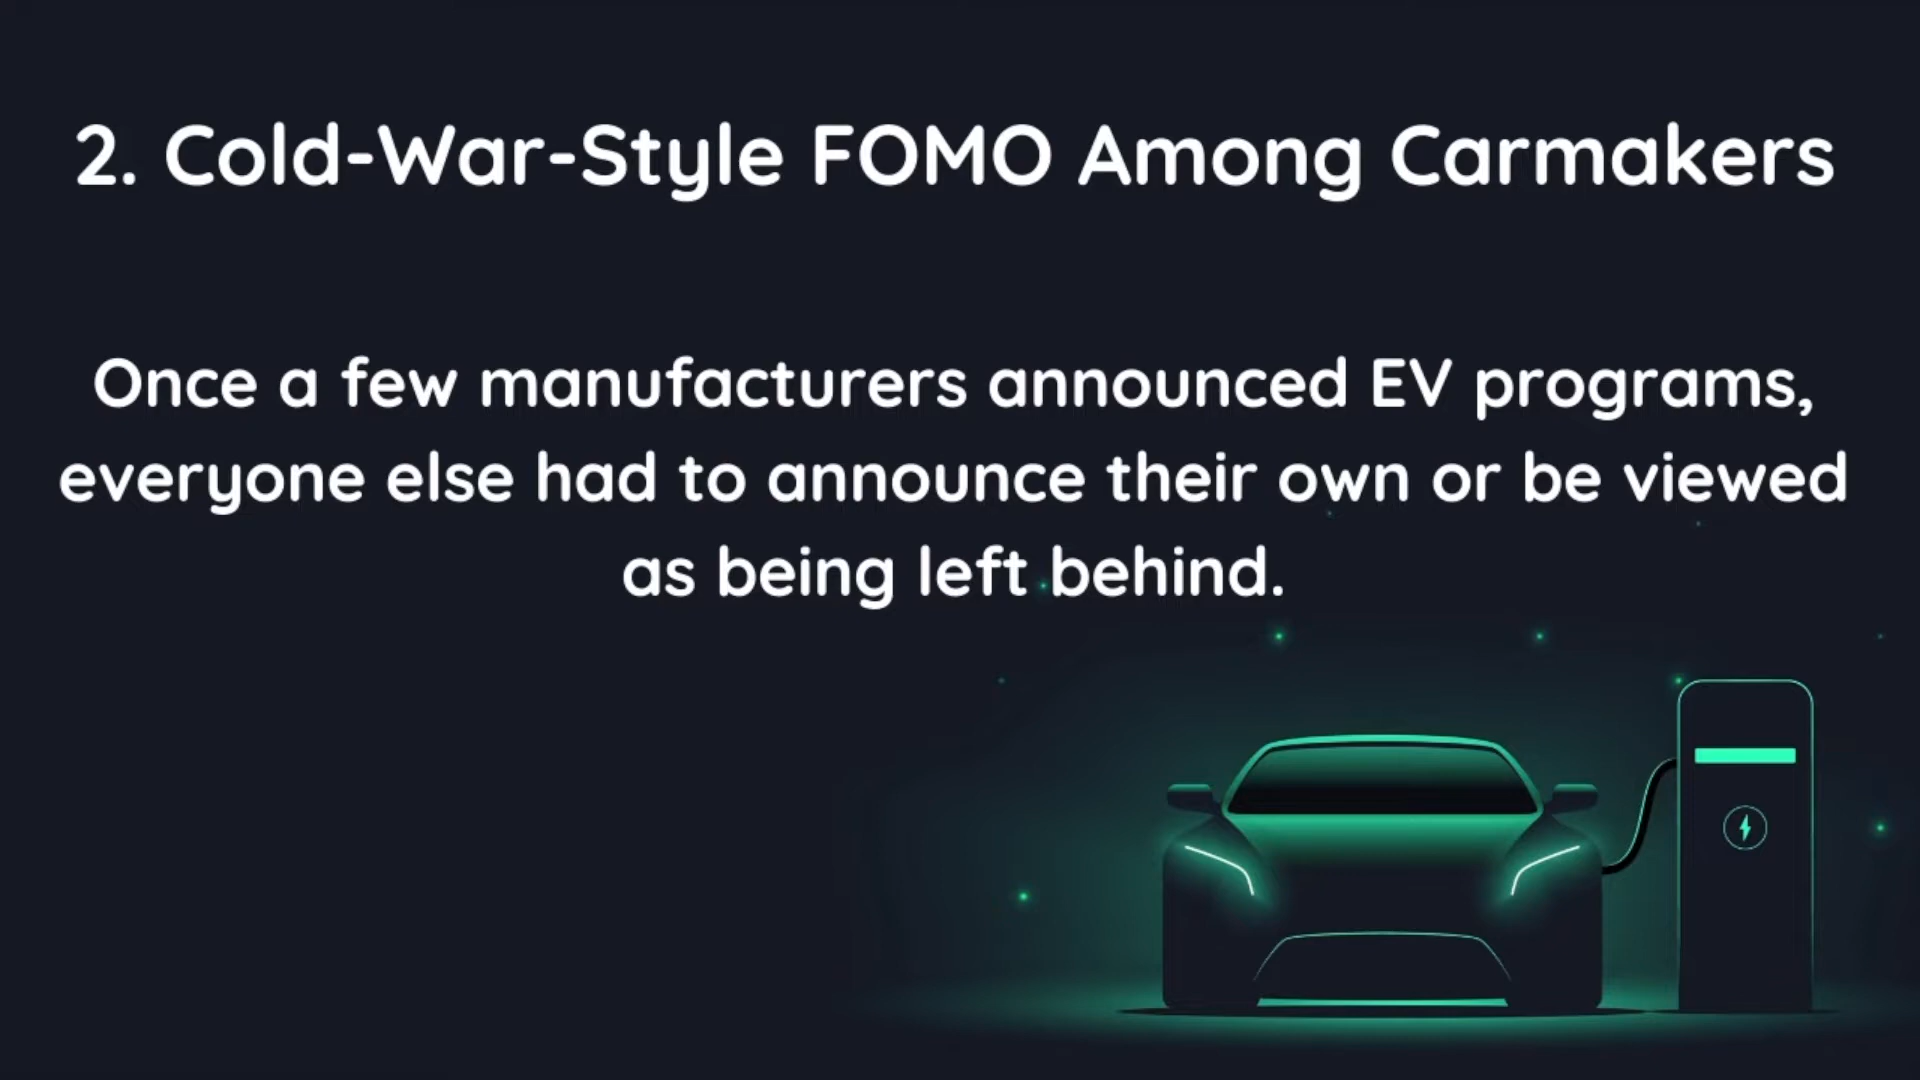 2. Cold-War-Style FOMO Among Carmakers
Once a few manufacturers announced EV programs,
everyone else had to announce their own or be viewed
as being left behind.